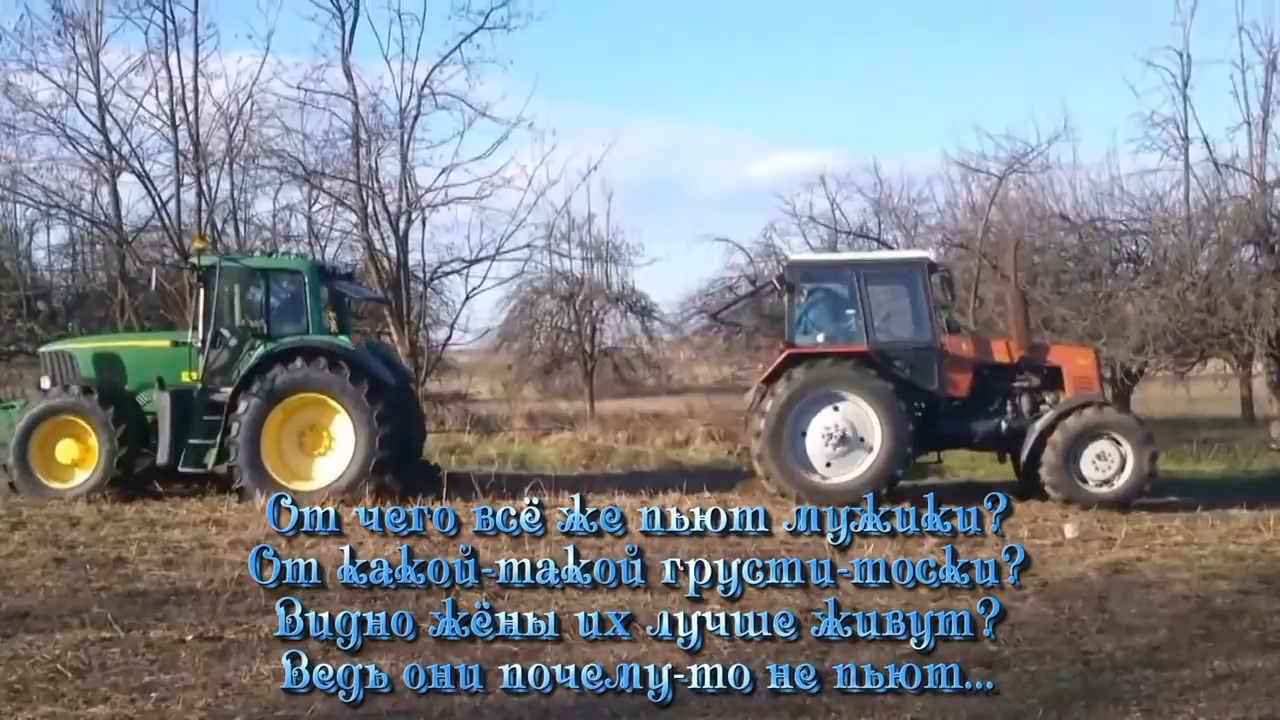 От чего всё же пьют мужики?
От какой-такой грусти-тоски?
Видно жёны их лучше живут?
Ведь они почему-то не пьют...